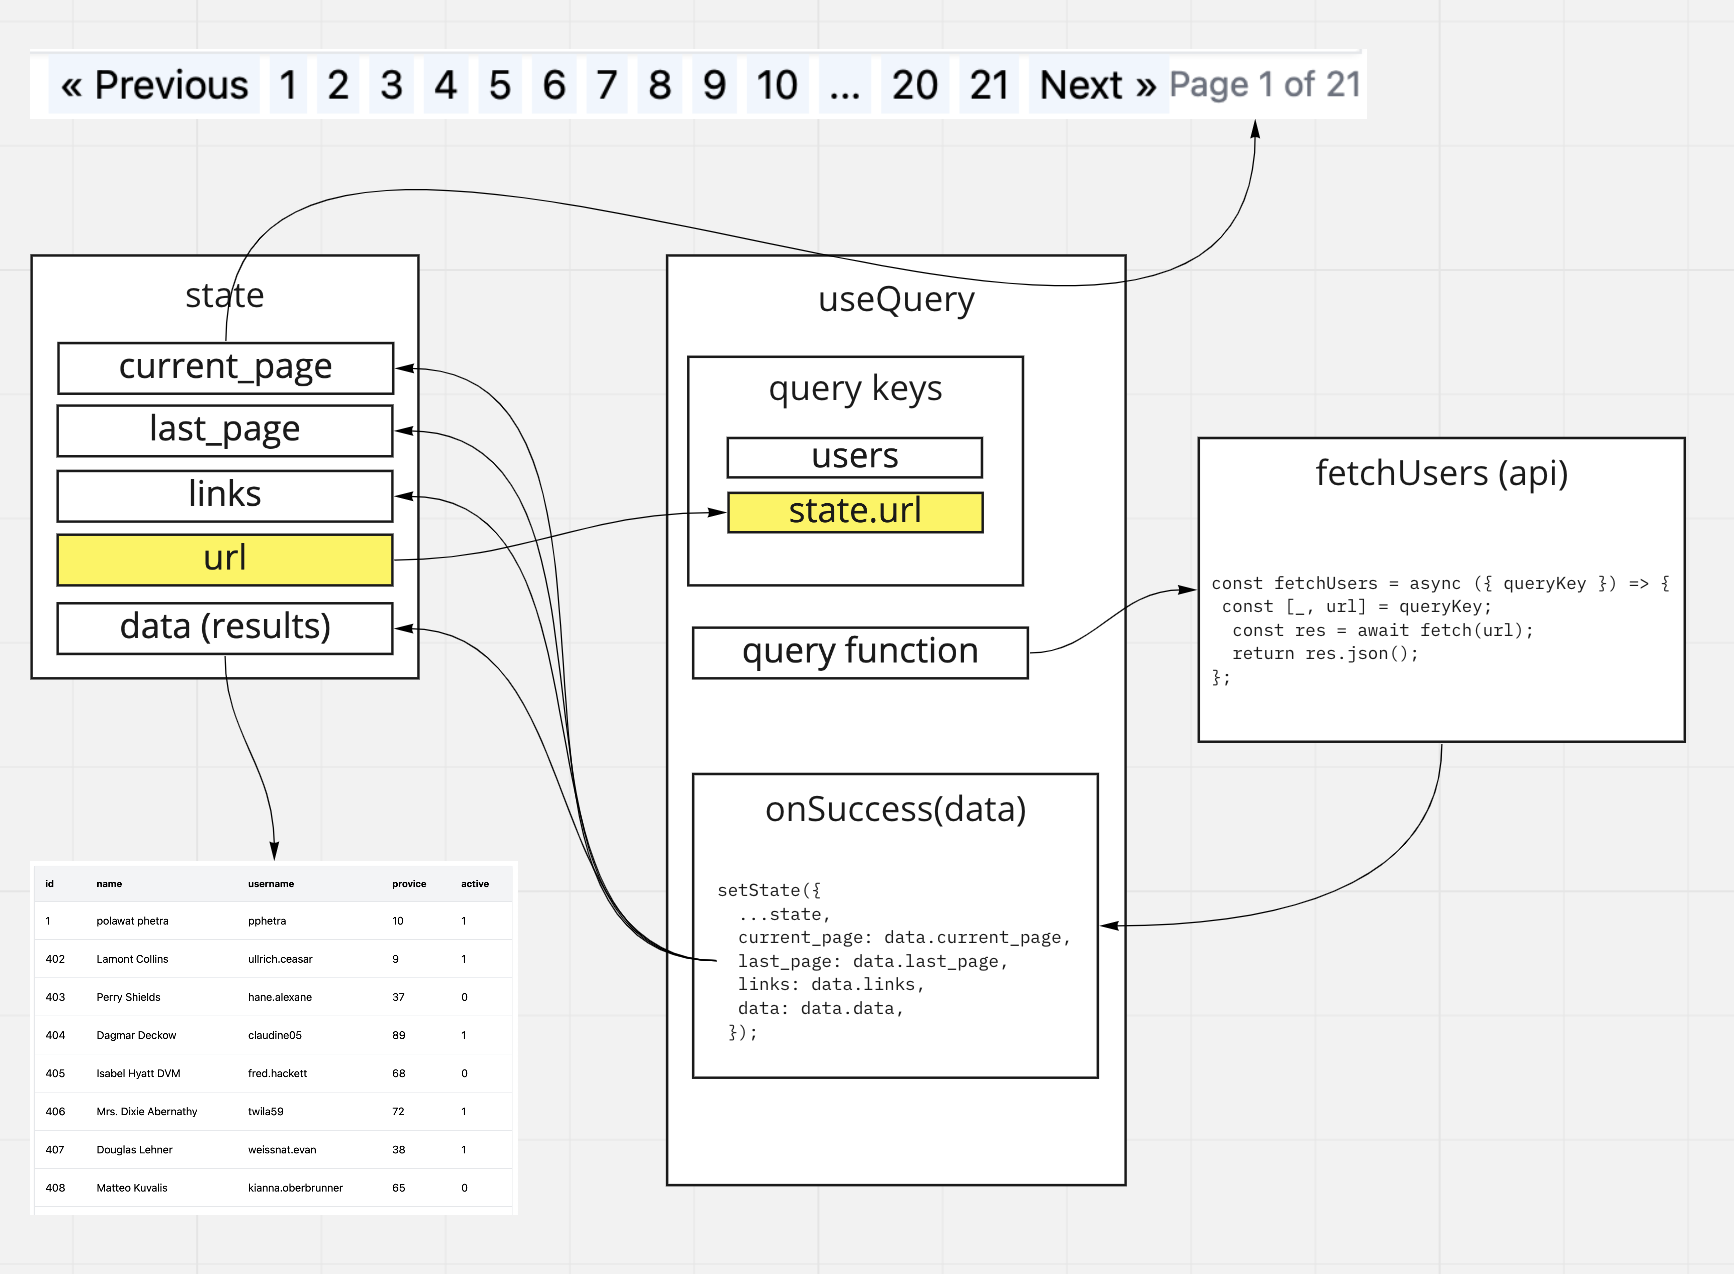 « Previous 1 2 3 4 5 6 7 8 9 10 ... 20 21 Next » Page 1 of 21
state
current_page
last_page
links
url
data (results)
useQuery
query keys
users
state.url
query function
fetchUsers (api)
const fetchUsers = async ({ queryKey }) => {
const [_, url] = queryKey;
const res = await fetch(url);
return res.json();
};
onSuccess(data)
setState({
...state,
current_page: data.current_page,
last_page: data.last_page,
links: data.links,
data: data.data,
});
id name username provice active
1 polawat phetra pphetra 10 1
402 Lamont Collins ullrich.ceasar 9 1
403 Perry Shields hane.alexane 37 0
404 Dagmar Deckow claudine05 89 1
405 Isabel Hyatt DVM fred.hackett 68 0
406 Mrs. Dixie Abernathy twila59 72 1
407 Douglas Lehner weissnat.evan 38 1
408 Matteo Kuvalis kianna.oberbrunner 65 0